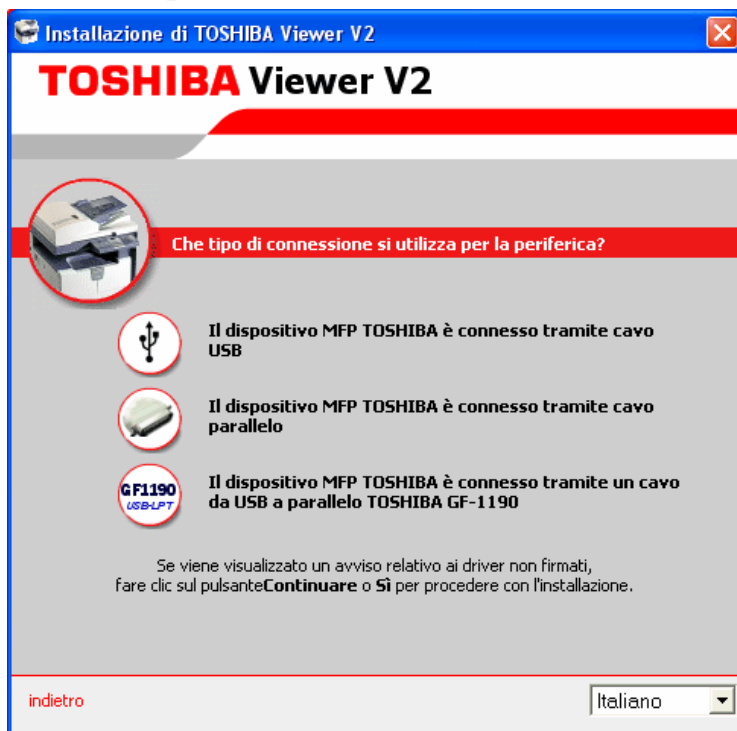 Installazione di TOSHIBA Viewer V2
TOSHIBA Viewer V2
Che tipo di connessione si utilizza per la periferica?
Il dispositivo MFP TOSHIBA è connesso tramite cavo
USB
Il dispositivo MFP TOSHIBA è connesso tramite cavo
parallelo
GF1190
USB-LPT
Il dispositivo MFP TOSHIBA è connesso tramite un cavo
da USB a parallelo TOSHIBA GF-1190
Se viene visualizzato un avviso relativo ai driver non firmati,
fare clic sul pulsanteContinuare o Sì per procedere con l'installazione.
indietro
Italiano